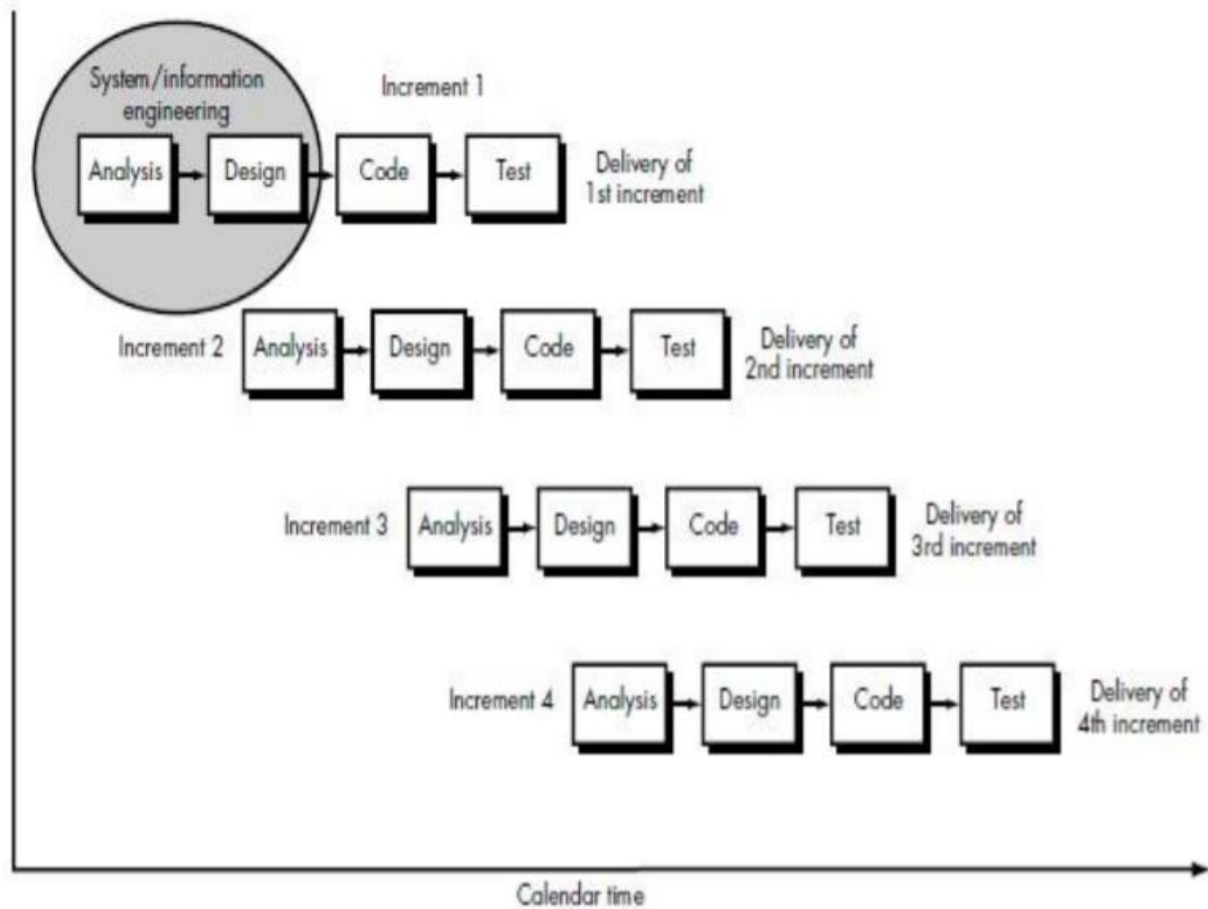 System/information
engineering
Increment 1
Analysis
Design
Code
Test
Delivery of
1st increment
Increment 2
Analysis
Design
Code
Test
Delivery of
2nd increment
Increment 3
Analysis
Design
Code
Test
Delivery of
3rd increment
Increment 4
Analysis
Design
Code
Test
Delivery of
4th increment
Calendar time